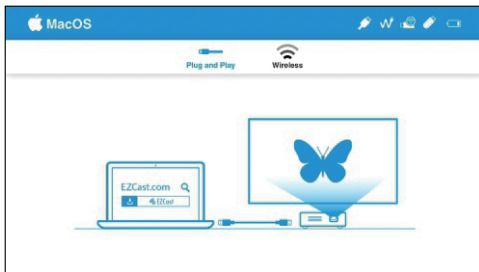 MacOS
Plug and Play
Wireless
EZCast.com
EZCast